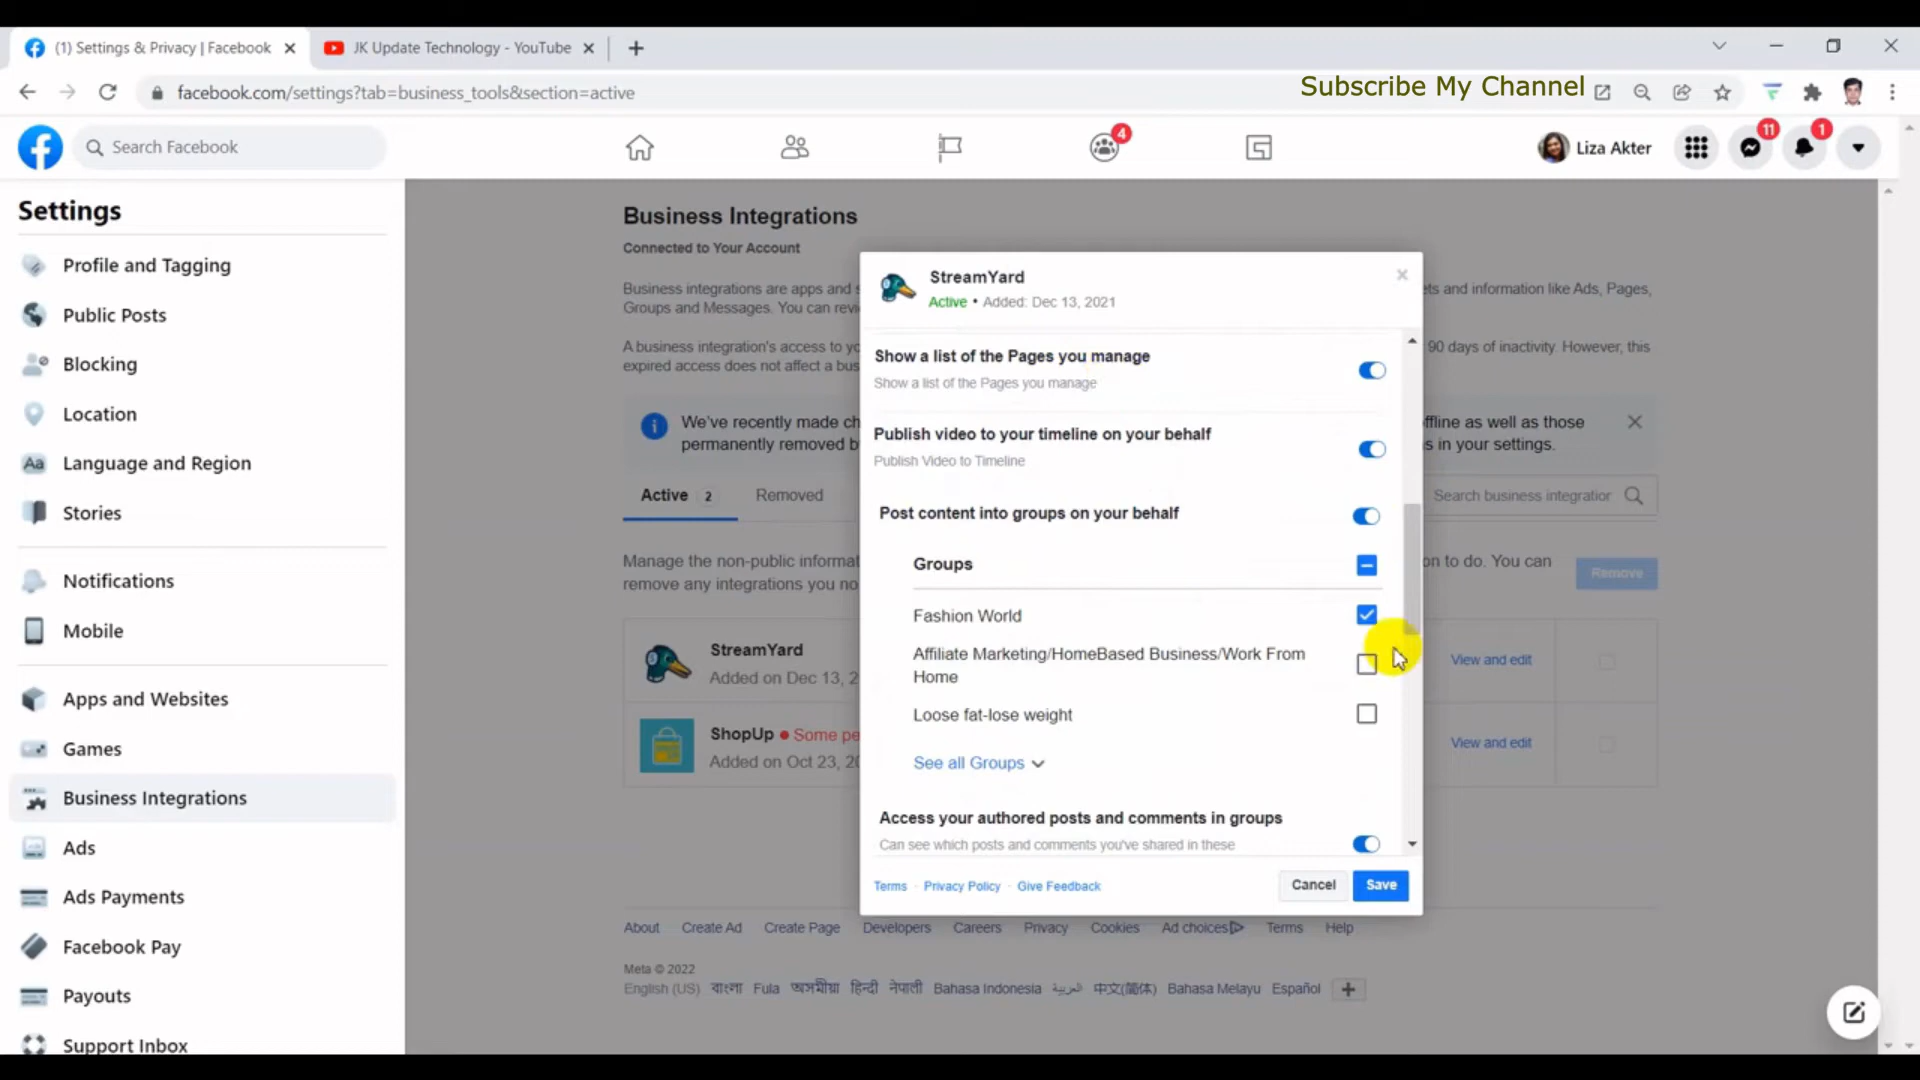 (1) Settings & Privacy | Facebook
JK Update Technology - YouTube
facebook.com/settings?tab=business_tools&section=active
Subscribe My Channel
Search Facebook
4
Liza Akter
11
1
Settings
Profile and Tagging
Public Posts
Blocking
Location
Language and Region
Stories
Notifications
Mobile
Apps and Websites
Games
Business Integrations
Ads
Ads Payments
Facebook Pay
Payouts
Support Inbox
Business Integrations
Connected to Your Account
Business integrations are apps and s
ets and information like Ads, Pages,
Groups and Messages. You can revi
A business integration's access to yo
90 days of inactivity. However, this
expired access does not affect a bus
We've recently made ch
ffline as well as those
permanently removed b
s in your settings.
Active 2
Removed
Search business integration
Manage the non-public informat
on to do. You can
remove any integrations you no
Remove
StreamYard
Added on Dec 13, 2
View and edit
ShopUp • Some pe
Added on Oct 23, 20
View and edit
StreamYard
Active • Added: Dec 13, 2021
Show a list of the Pages you manage
Show a list of the Pages you manage
Publish video to your timeline on your behalf
Publish Video to Timeline
Post content into groups on your behalf
Groups
Fashion World
Affiliate Marketing/HomeBased Business/Work From
Home
Loose fat-lose weight
See all Groups
Access your authored posts and comments in groups
Can see which posts and comments you've shared in these
Terms · Privacy Policy · Give Feedback
Cancel
Save
About Create Ad Create Page Developers Careers Privacy Cookies Ad choices Terms Help
Meta © 2022
English (US) বাংলা Fula অসমীয়া हिन्दी नेपाली Bahasa Indonesia العربية 中文(简体) Bahasa Melayu Español